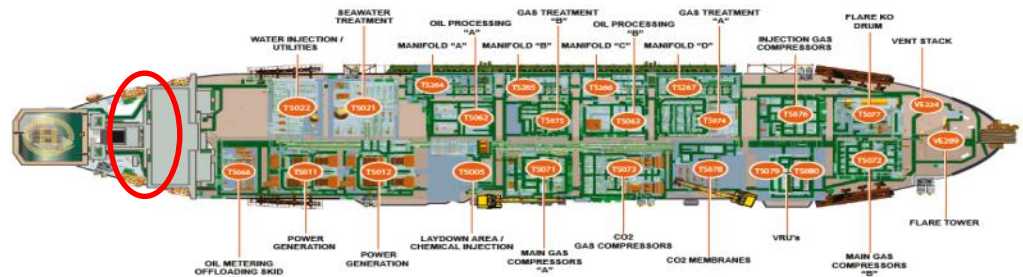 SEAWATER
TREATMENT
GAS TREATMENT
"B"
GAS TREATMENT
"A"
FLARE KO
DRUM
OIL PROCESSING
"A"
OIL PROCESSING
"B"
WATER INJECTION /
UTILITIES
INJECTION GAS
COMPRESSORS
VENT STACK
MANIFOLD "A"
MANIFOLD "B"
MANIFOLD "C"
MANIFOLD "D"
TS264
TS265
TS266
TS267
TS022
TS021
TS062
TS075
TS063
TS074
TS076
TS077
VE224
VE209
TS068
TS011
TS012
TS005
TS071
TS073
TS078
TS079
TS080
TS072
FLARE TOWER
POWER
GENERATION
POWER
GENERATION
LAYDOWN AREA /
CHEMICAL INJECTION
CO2
GAS COMPRESSORS
VRU's
OIL METERING
OFFLOADING SKID
MAIN GAS
COMPRESSORS
"A"
CO2 MEMBRANES
MAIN GAS
COMPRESSORS
"B"